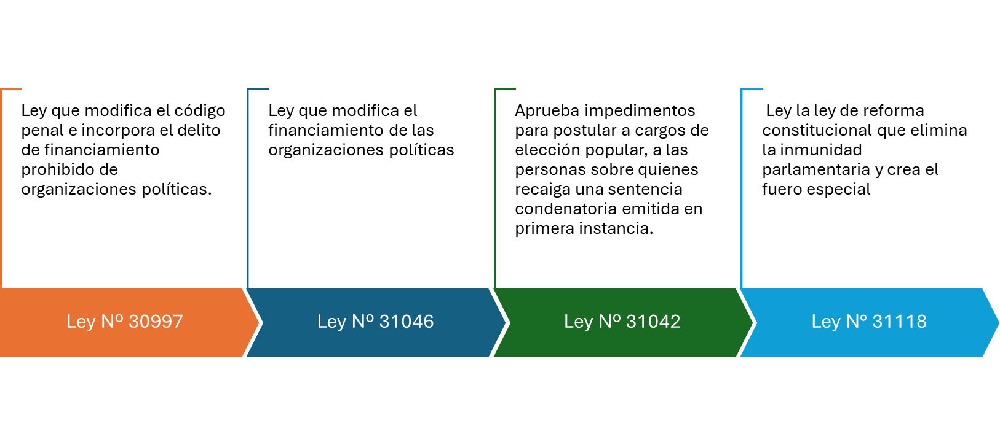 Ley que modifica el código
penal e incorpora el delito
de financiamiento
prohibido de
organizaciones políticas.
Ley Nº 30997
Ley que modifica el
financiamiento de las
organizaciones políticas
Ley Nº 31046
Aprueba impedimentos
para postular a cargos de
elección popular, a las
personas sobre quienes
recaiga una sentencia
condenatoria emitida en
primera instancia.
Ley Nº 31042
Ley la ley de reforma
constitucional que elimina
la inmunidad
parlamentaria y crea el
fuero especial
Ley N° 31118